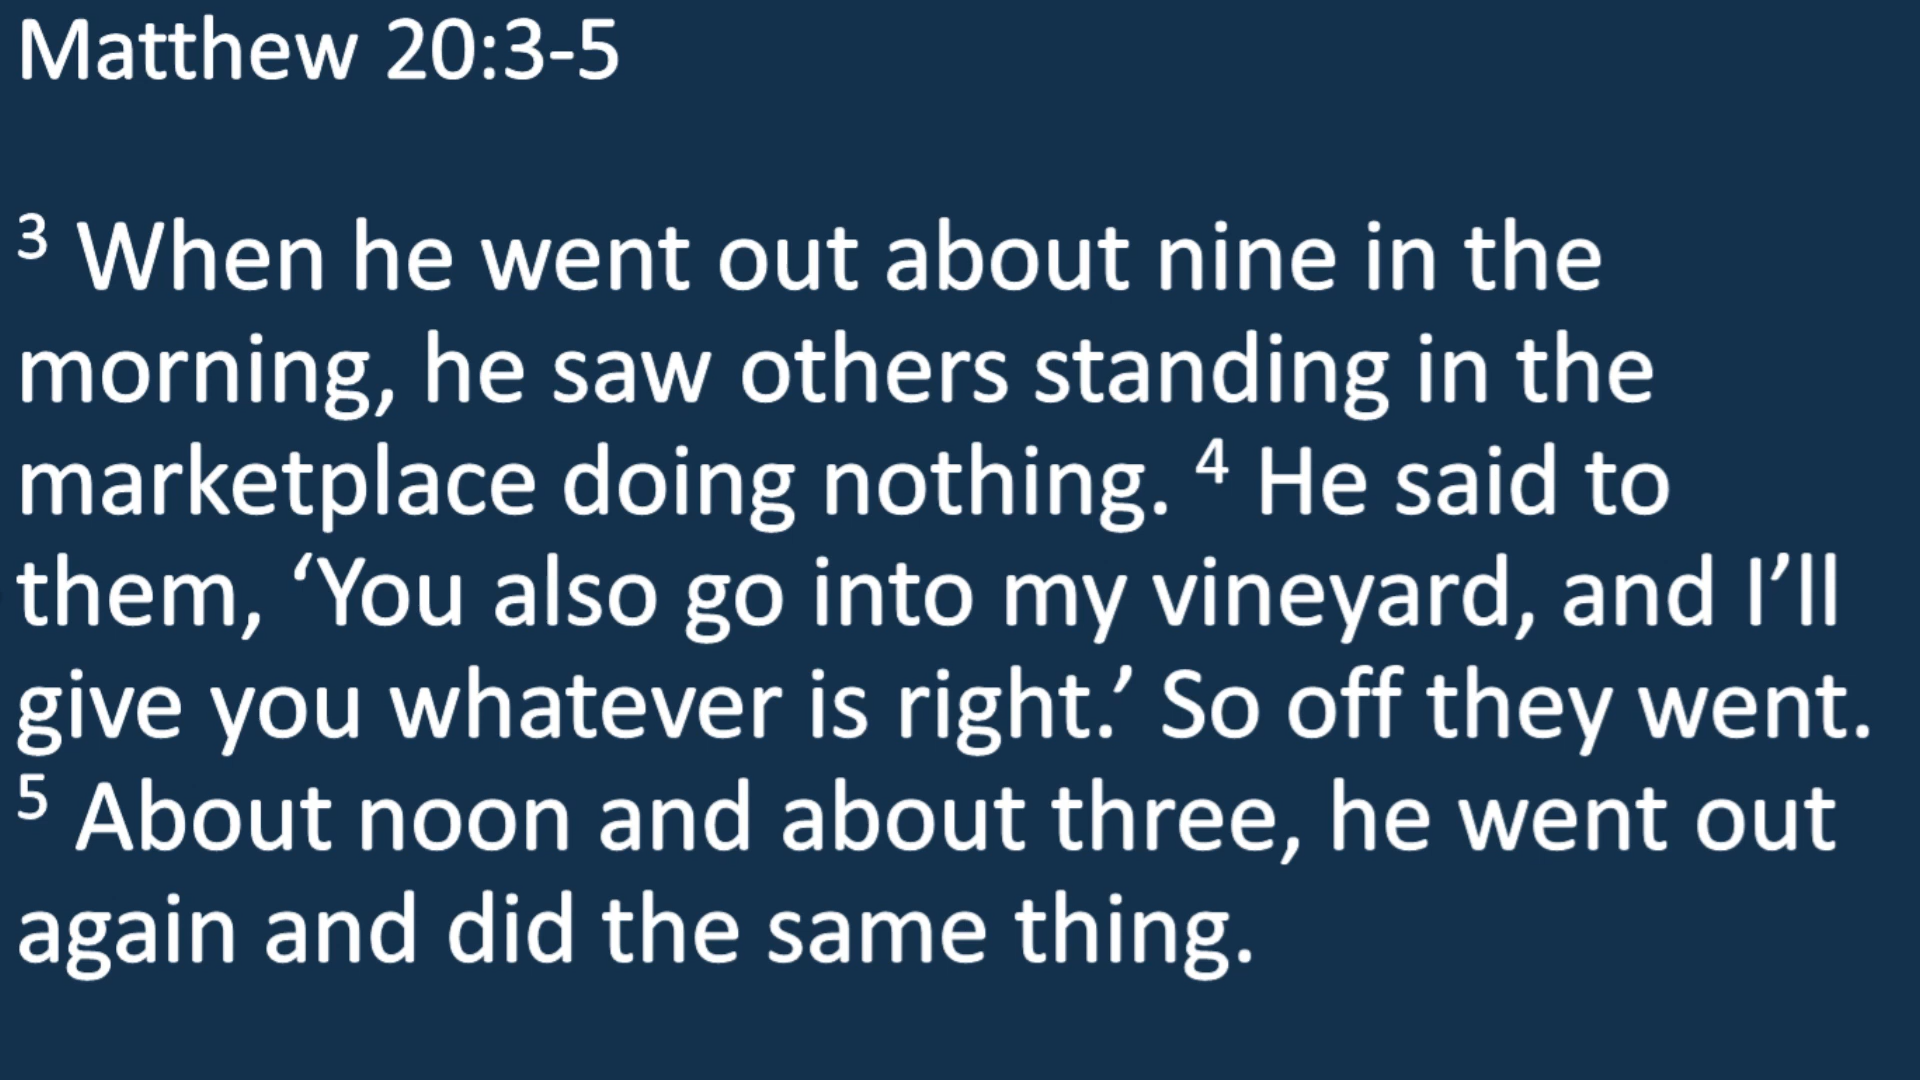 Matthew 20:3-5
³ When he went out about nine in the
morning, he saw others standing in the
marketplace doing nothing. ⁴ He said to
them, ‘You also go into my vineyard, and I’ll
give you whatever is right.’ So off they went.
⁵ About noon and about three, he went out
again and did the same thing.